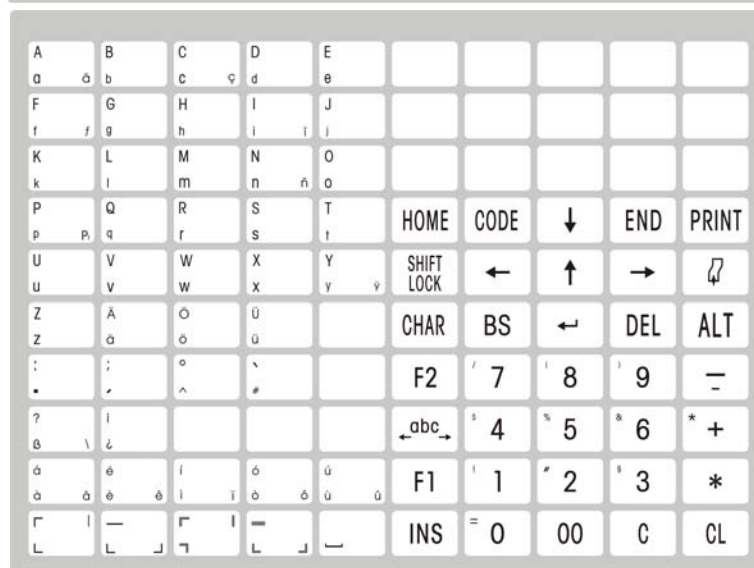 A B C D E
a ă b c ç d e
F G H I J
f ƒ g h i ï j
K L M N O
k l m n ñ o
P Q R S T HOME CODE ↓ END PRINT
p q r s t
U V W X Y SHIFT LOCK ← ↑ →
u v w x y ÿ
Z Ä Ö Ü CHAR BS ↵ DEL ALT
z ä ö ü
: ; ° ` F2 / 7 ( 8 ) 9 –
. ^ #
? ¡ ←abc→ $ 4 % 5 & 6 * +
ß \ ¿
á é í ó ú F1 ! 1 " 2 § 3 *
à â è ê ì ï ò ô ù û
INS = 0 00 C CL